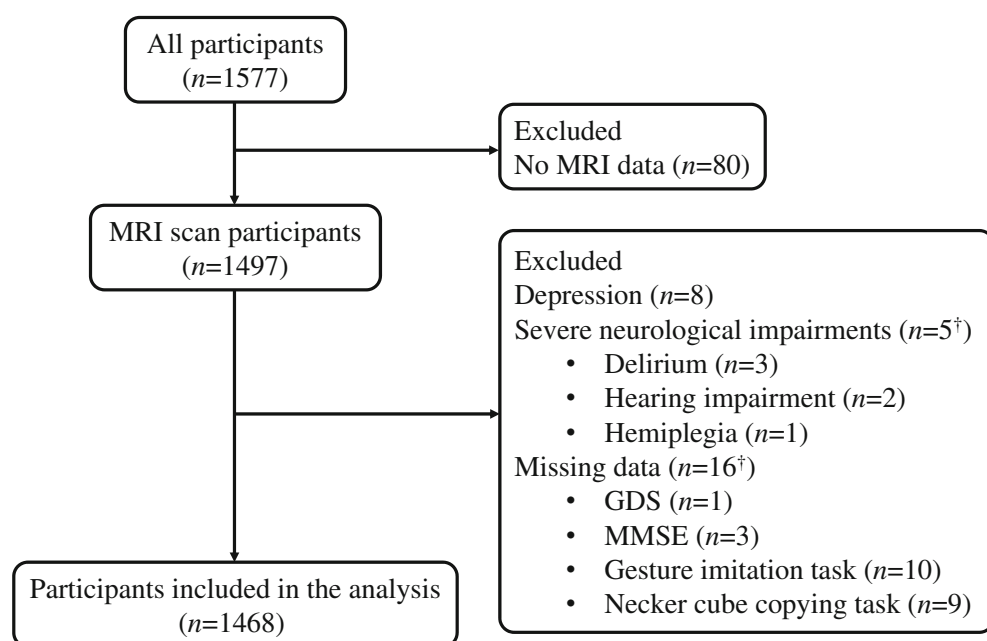 All participants
(n=1577)
Excluded
No MRI data (n=80)
MRI scan participants
(n=1497)
Excluded
Depression (n=8)
Severe neurological impairments (n=5†)
• Delirium (n=3)
• Hearing impairment (n=2)
• Hemiplegia (n=1)
Missing data (n=16†)
• GDS (n=1)
• MMSE (n=3)
• Gesture imitation task (n=10)
• Necker cube copying task (n=9)
Participants included in the analysis
(n=1468)